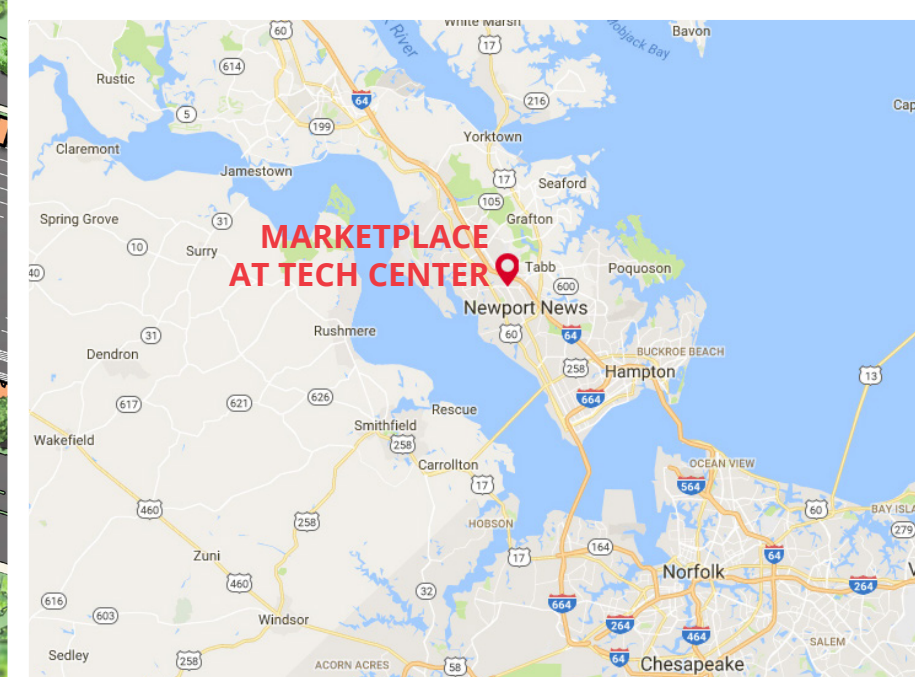 White Marsh
60
River
Mobjack Bay
Bavon
17
614
Rustic
64
216
5
199
Yorktown
Claremont
Jamestown
17
Seaford
105
Spring Grove
31
Grafton
MARKETPLACE
10
Surry
AT TECH CENTER
Tabb
Poquoson
40
600
Newport News
Rushmere
60
64
31
Dendron
BUCKROE BEACH
258
Hampton
13
617
621
626
664
Rescue
Smithfield
Wakefield
258
Carrollton
OCEAN VIEW
17
564
460
60
258
HOBSON
279
17
164
64
Zuni
Norfolk
460
264
32
616
603
664
Windsor
264
464
SALEM
Sedley
258
64
ACORN ACRES
58
Chesapeake